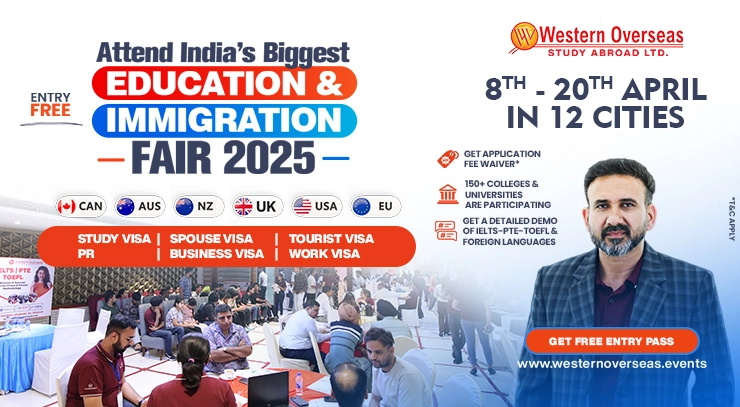 Attend India's Biggest
EDUCATION &
IMMIGRATION
FAIR 2025
ENTRY
FREE
CAN
AUS
NZ
UK
USA
EU
STUDY VISA | SPOUSE VISA | TOURIST VISA
PR | BUSINESS VISA | WORK VISA
IELTS | PTE
TOEFL
W Western Overseas
STUDY ABROAD LTD.
8TH - 20TH APRIL
IN 12 CITIES
GET APPLICATION
FEE WAIVER*
150+ COLLEGES &
UNIVERSITIES
ARE PARTICIPATING
GET A DETAILED DEMO
OF IELTS-PTE-TOEFL &
FOREIGN LANGUAGES
*T&C APPLY
GET FREE ENTRY PASS
www.westernoverseas.events